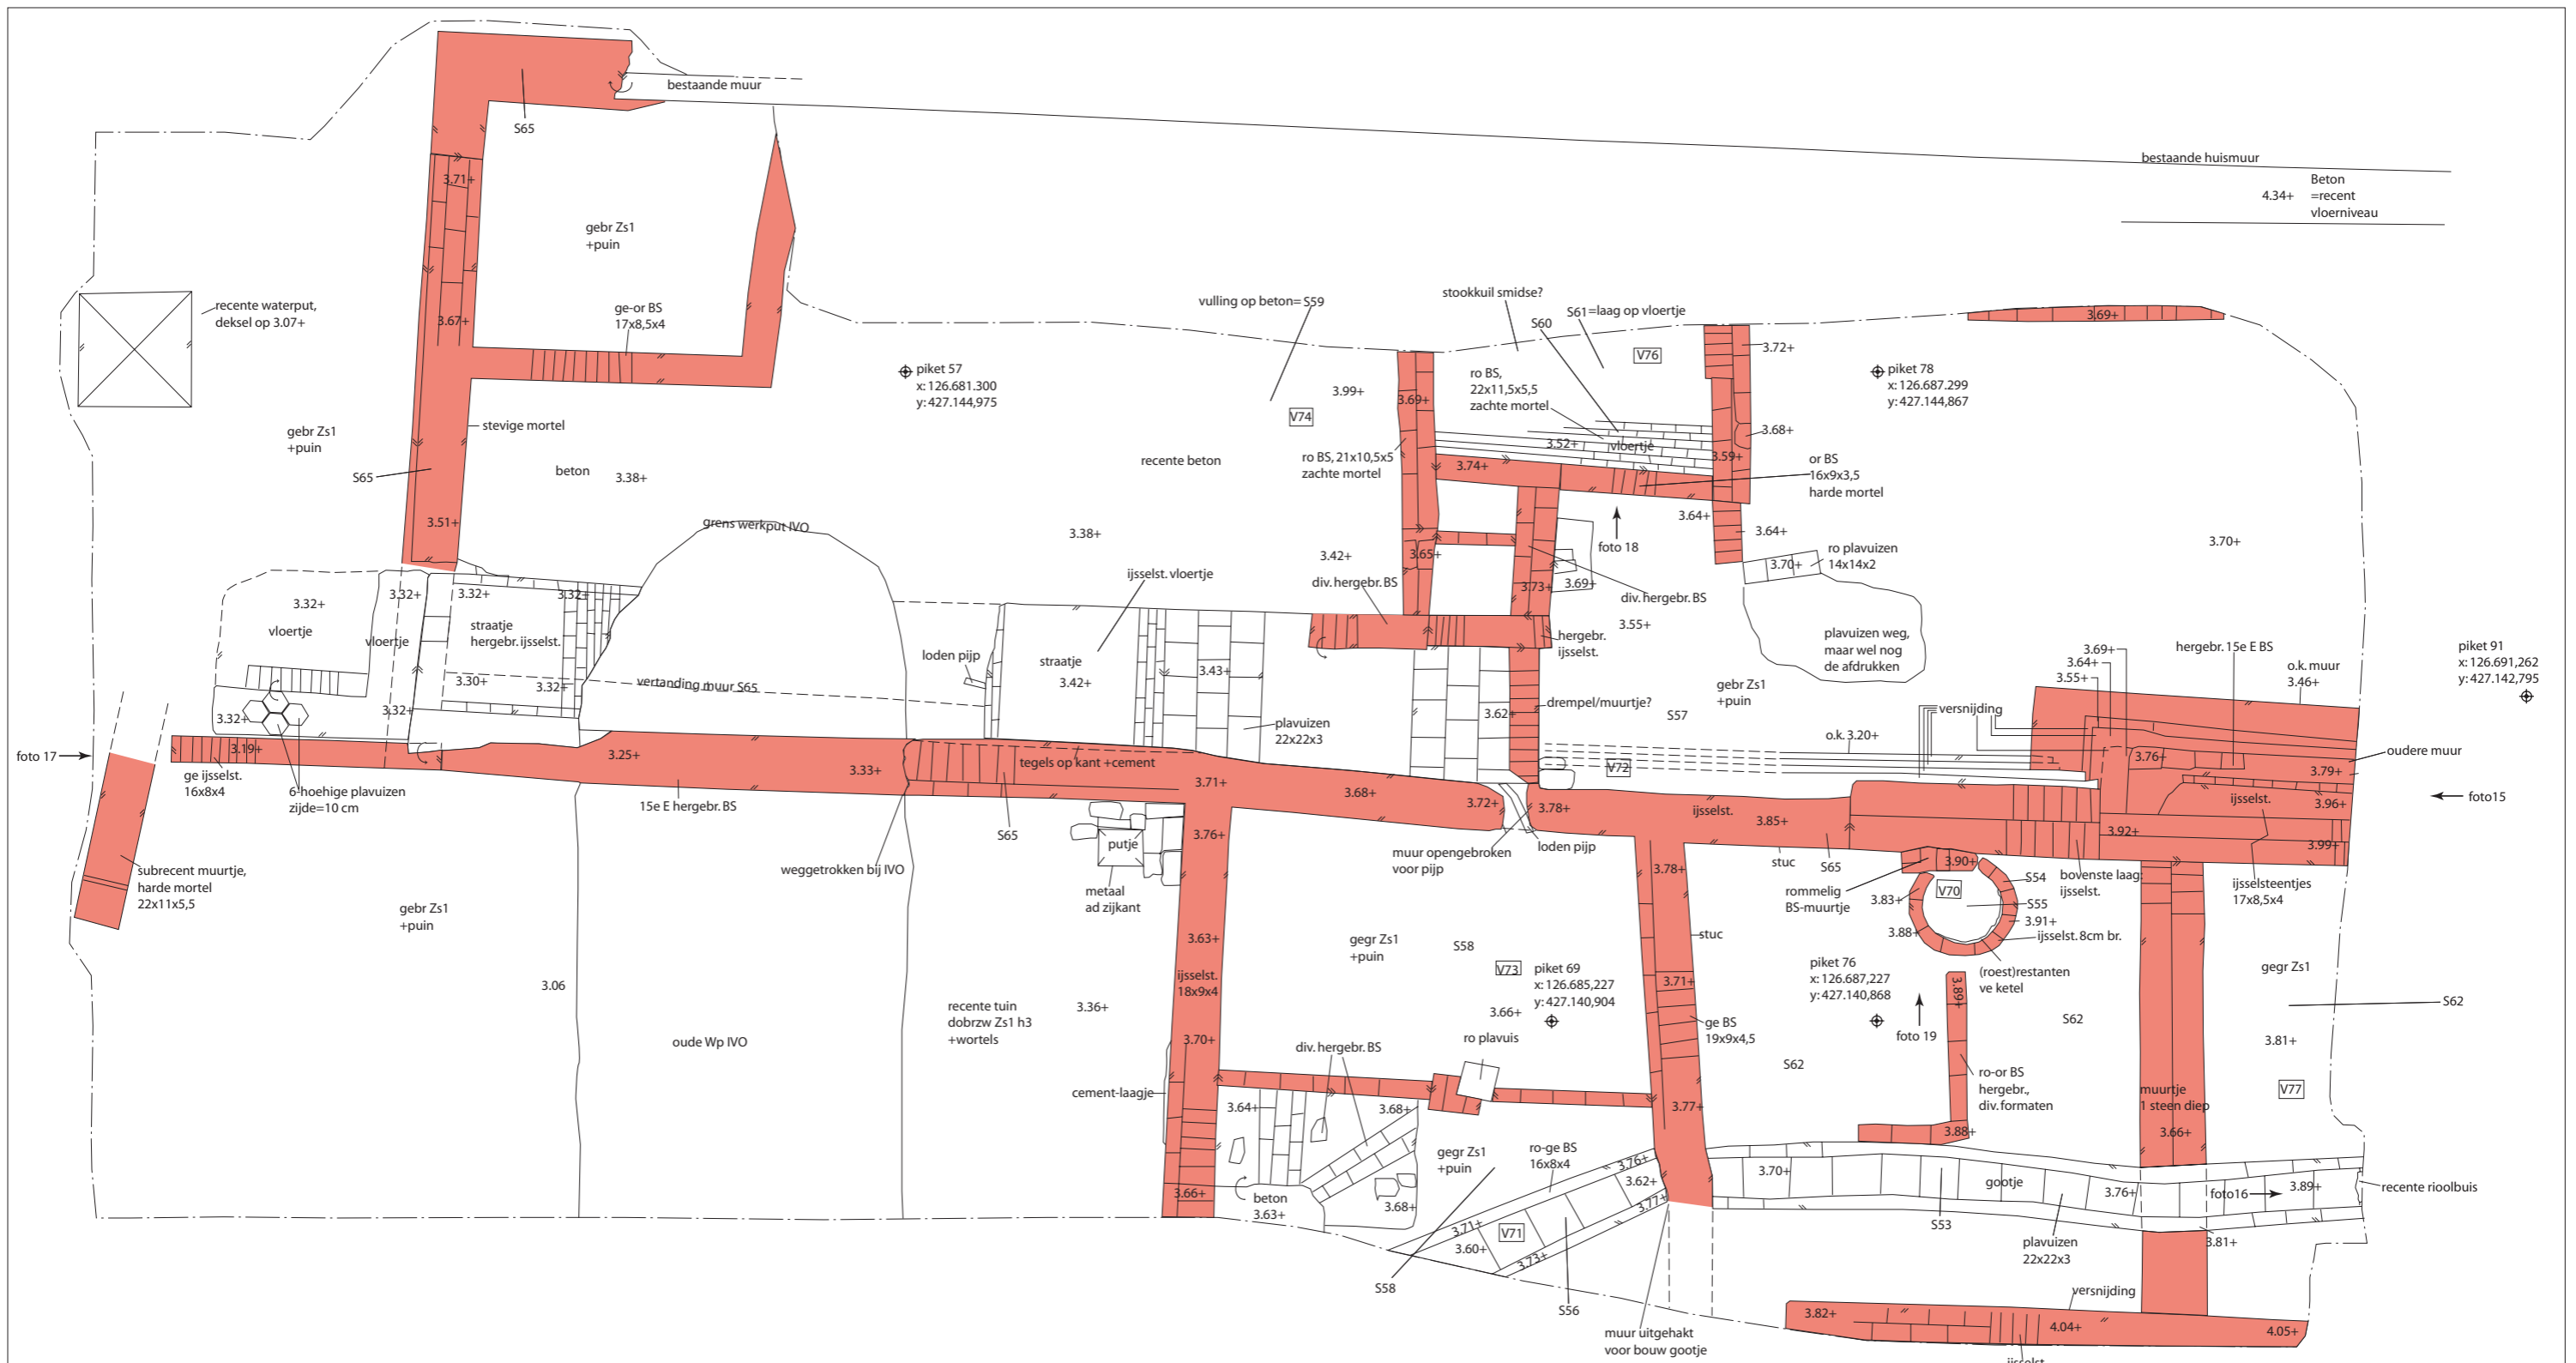 bestaande muur
S65
bestaande huismuur
Beton
4.34+ =recent
vloerniveau
3.71+
gebr Zs1
+puin
recente waterput,
deksel op 3.07+
3.67+
ge-or BS
17x8,5x4
vulling op beton= S59
stookkuil smidse?
S61=laag op vloertje
S60
V76
3.69+
3.72+
piket 57
x: 126.681.300
y: 427.144,975
3.99+
V74
3.69+
ro BS,
22x11,5x5,5
zachte mortel
piket 78
x: 126.687.299
y: 427.144,867
gebr Zs1
+puin
stevige mortel
S65
beton
3.38+
recente beton
ro BS, 21x10,5x5
zachte mortel
3.52+
vloertje
3.74+
3.59+
3.68+
or BS
16x9x3,5
harde mortel
3.51+
grens werkput IVO
3.38+
3.42+
3.65+
3.64+
3.64+
foto 18
3.70+
ro plavuizen
14x14x2
3.70+
ijsselst. vloertje
div. hergebr. BS
3.73+
3.69+
div. hergebr. BS
3.32+
vloertje
3.32+
vloertje
3.32+
3.32+
straatje
hergebr. ijsselst.
3.30+
3.32+
vertanding muur S65
loden pijp
straatje
3.42+
3.43+
hergebr.
ijsselst.
3.55+
plavuizen weg,
maar wel nog
de afdrukken
3.69+
3.64+
3.55+
hergebr. 15e E BS
o.k. muur
3.46+
piket 91
x: 126.691,262
y: 427.142,795
3.32+
3.32+
plavuizen
22x22x3
3.62+
drempel/muurtje?
gebr Zs1
+puin
S57
versnijding
o.k. 3.20+
oudere muur
foto 17
3.19+
ge ijsselst.
16x8x4
6-hoehige plavuizen
zijde=10 cm
3.25+
15e E hergebr. BS
3.33+
tegels op kant +cement
3.71+
3.68+
3.72+
3.78+
V72
ijsselst.
3.85+
3.76+
3.79+
ijsselst.
3.96+
foto15
S65
weggetrokken bij IVO
putje
metaal
ad zijkant
3.76+
muur opengebroken
voor pijp
loden pijp
3.78+
stuc
S65
3.92+
3.99+
subrecent muurtje,
harde mortel
22x11x5,5
rommelig
BS-muurtje
3.90+
V70
3.83+
S54
S55
3.91+
3.88+
ijsselst. 8cm br.
bovenste laag:
ijsselst.
ijsselsteentjes
17x8,5x4
gebr Zs1
+puin
3.63+
gegr Zs1
+puin
S58
stuc
(roest)restanten
ve ketel
gegr Zs1
3.06
ijsselst.
18x9x4
V73
piket 69
x: 126.685,227
y: 427.140,904
3.66+
3.71+
piket 76
x: 126.687,227
y: 427.140,868
3.89+
S62
oude Wp IVO
recente tuin
dobrzw Zs1 h3
+wortels
3.36+
3.70+
div. hergebr. BS
ro plavuis
ge BS
19x9x4,5
foto 19
S62
3.81+
cement-laagje
S62
ro-or BS
hergebr.,
div. formaten
muurtje
1 steen diep
V77
3.64+
3.68+
3.77+
3.88+
3.66+
gegr Zs1
+puin
ro-ge BS
16x8x4
3.76+
3.62+
3.77+
3.70+
gootje
3.76+
foto16
3.89+
recente rioolbuis
3.66+
beton
3.63+
3.68+
3.71+
3.60+
V71
3.73+
S53
plavuizen
22x22x3
3.81+
S58
S56
muur uitgehakt
voor bouw gootje
versnijding
3.82+
4.04+
4.05+
ijsselst.